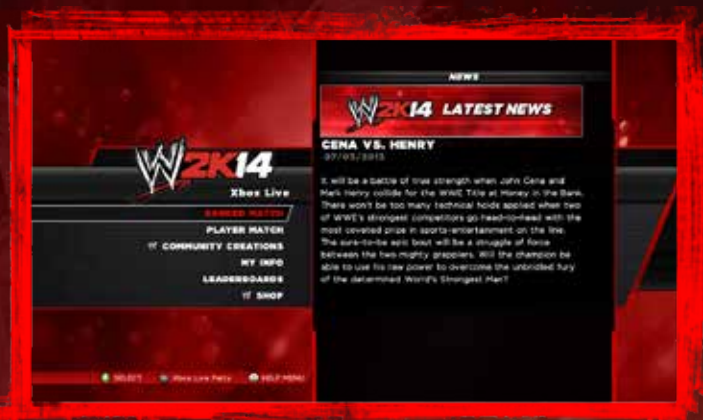 W 2K14
Xbox Live
RANKED MATCH
PLAYER MATCH
COMMUNITY CREATIONS
MY INFO
LEADERBOARDS
SHOP
SELECT Xbox Live Party HELP MENU
NEWS
W 2K14 LATEST NEWS
CENA VS. HENRY
07/03/2013
It will be a battle of true strength when John Cena and
Mark Henry collide for the WWE Title at Money in the Bank.
There won't be too many technical holds applied when two
of WWE's strongest competitors go head-to-head with the
most coveted prize in sports-entertainment on the line.
The sure-to-be epic bout will be a struggle of force
between the two mighty grapplers. Will the champion be
able to use his raw power to overcome the unbridled fury
of the determined World's Strongest Man?